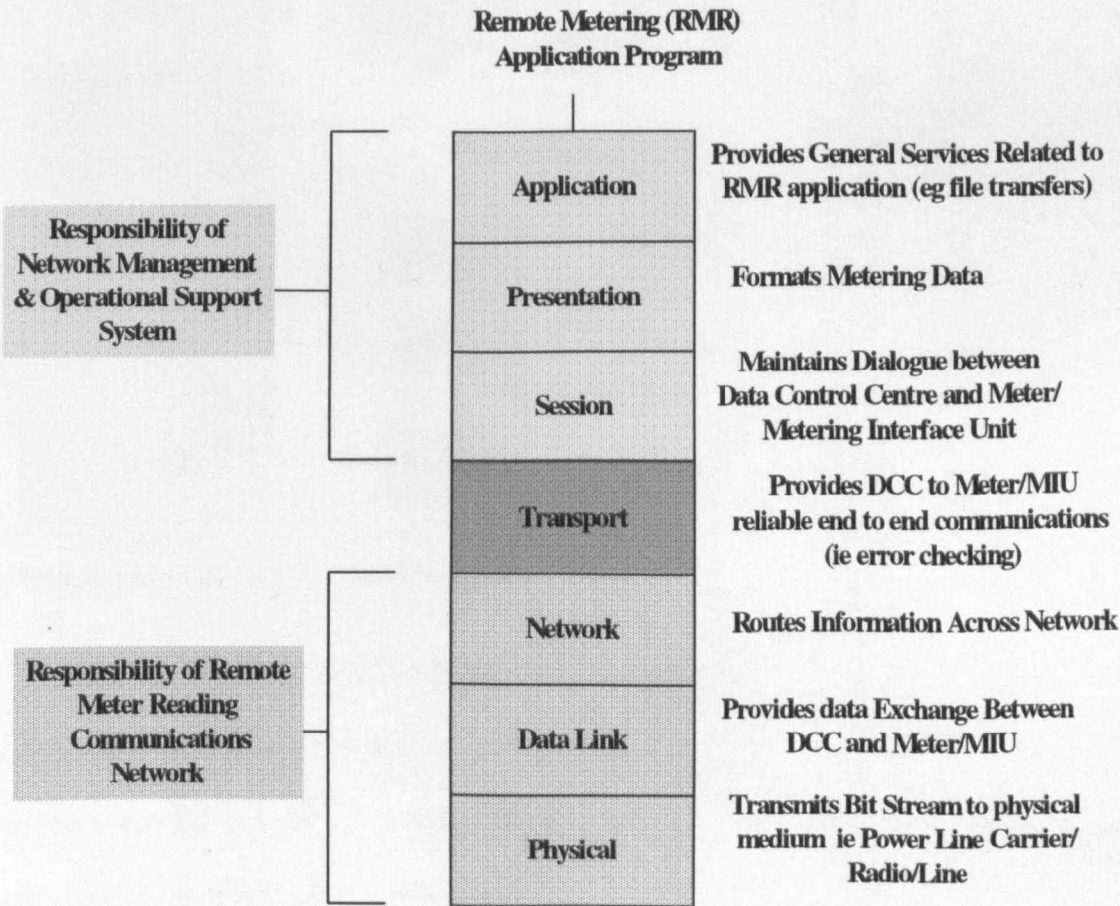 Remote Metering (RMR)
Application Program
Application
Provides General Services Related to
RMR application (eg file transfers)
Responsibility of
Network Management
& Operational Support
System
Presentation
Formats Metering Data
Session
Maintains Dialogue between
Data Control Centre and Meter/
Metering Interface Unit
Transport
Provides DCC to Meter/MIU
reliable end to end communications
(ie error checking)
Network
Routes Information Across Network
Responsibility of Remote
Meter Reading
Communications
Network
Data Link
Provides data Exchange Between
DCC and Meter/MIU
Physical
Transmits Bit Stream to physical
medium ie Power Line Carrier/
Radio/Line